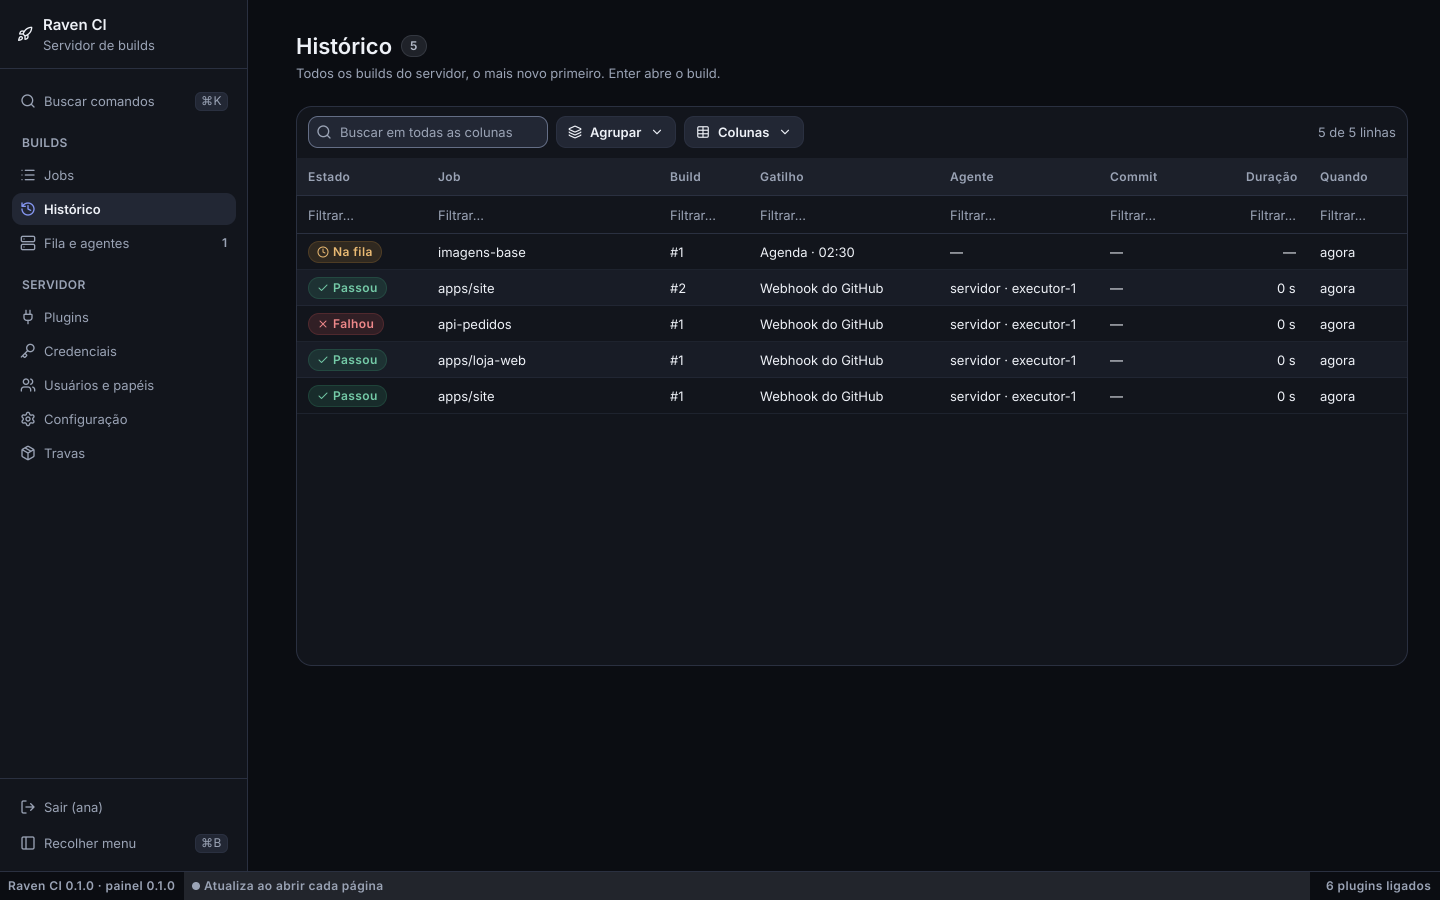 Raven CI
Servidor de builds
Buscar comandos ⌘K
BUILDS
Jobs
Histórico
Fila e agentes 1
SERVIDOR
Plugins
Credenciais
Usuários e papéis
Configuração
Travas
Sair (ana)
Recolher menu ⌘B
Histórico 5
Todos os builds do servidor, o mais novo primeiro. Enter abre o build.
Buscar em todas as colunas Agrupar Colunas 5 de 5 linhas
Estado Job Build Gatilho Agente Commit Duração Quando
Filtrar... Filtrar... Filtrar... Filtrar... Filtrar... Filtrar... Filtrar... Filtrar...
Na fila imagens-base #1 Agenda · 02:30 — — — agora
Passou apps/site #2 Webhook do GitHub servidor · executor-1 — 0 s agora
Falhou api-pedidos #1 Webhook do GitHub servidor · executor-1 — 0 s agora
Passou apps/loja-web #1 Webhook do GitHub servidor · executor-1 — 0 s agora
Passou apps/site #1 Webhook do GitHub servidor · executor-1 — 0 s agora
Raven CI 0.1.0 · painel 0.1.0 Atualiza ao abrir cada página 6 plugins ligados